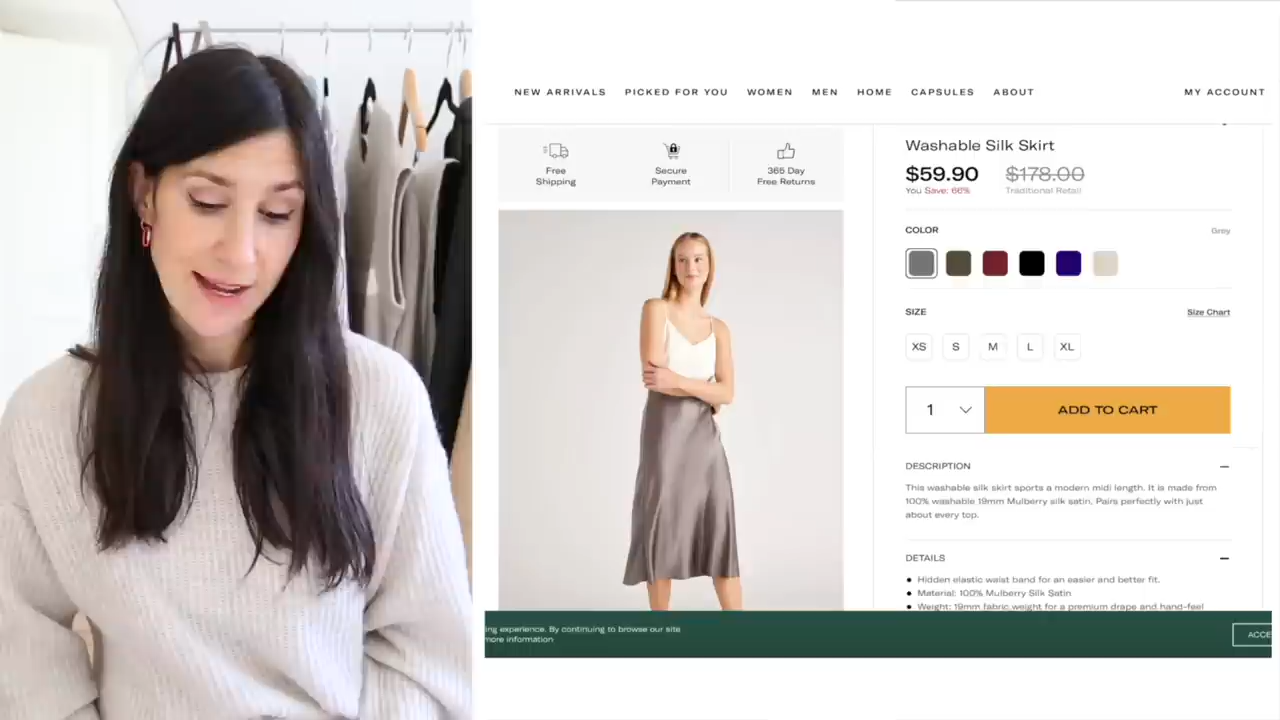 NEW ARRIVALS PICKED FOR YOU WOMEN MEN HOME CAPSULES ABOUT MY ACCOUNT
Free
Shipping
Secure
Payment
365 Day
Free Returns
Washable Silk Skirt
$59.90 $178.00
You Save: 66% Traditional Retail
COLOR Grey
SIZE Size Chart
XS S M L XL
1 ADD TO CART
DESCRIPTION
This washable silk skirt sports a modern midi length. It is made from
100% washable 19mm Mulberry silk satin. Pairs perfectly with just
about every top.
DETAILS
Hidden elastic waist band for an easier and better fit.
Material: 100% Mulberry Silk Satin
Weight: 19mm fabric weight for a premium drape and hand-feel
ing experience. By continuing to browse our site
more information
ACCE